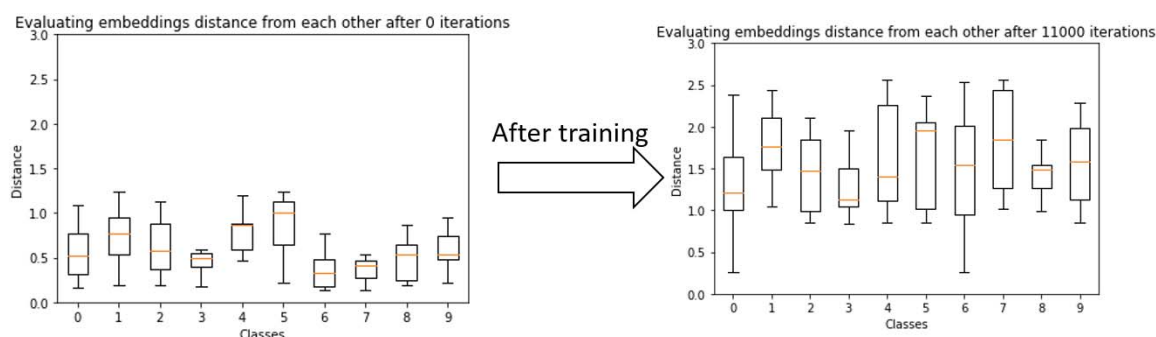 Evaluating embeddings distance from each other after 0 iterations
3.0
2.5
2.0
1.5
1.0
0.5
0.0
Distance
0 1 2 3 4 5 6 7 8 9
Classes
After training
Evaluating embeddings distance from each other after 11000 iterations
3.0
2.5
2.0
1.5
1.0
0.5
0.0
Distance
0 1 2 3 4 5 6 7 8 9
Classes